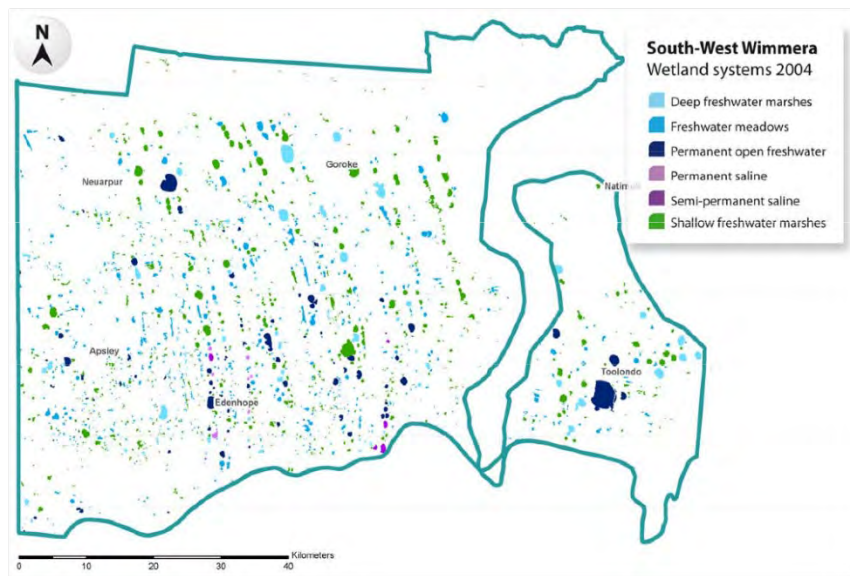 N
South-West Wimmera
Wetland systems 2004
Deep freshwater marshes
Freshwater meadows
Permanent open freshwater
Permanent saline
Semi-permanent saline
Shallow freshwater marshes
Goroke
Neuarpur
Apsley
Toolondo
Edenhope
Kilometers
0 10 20 30 40